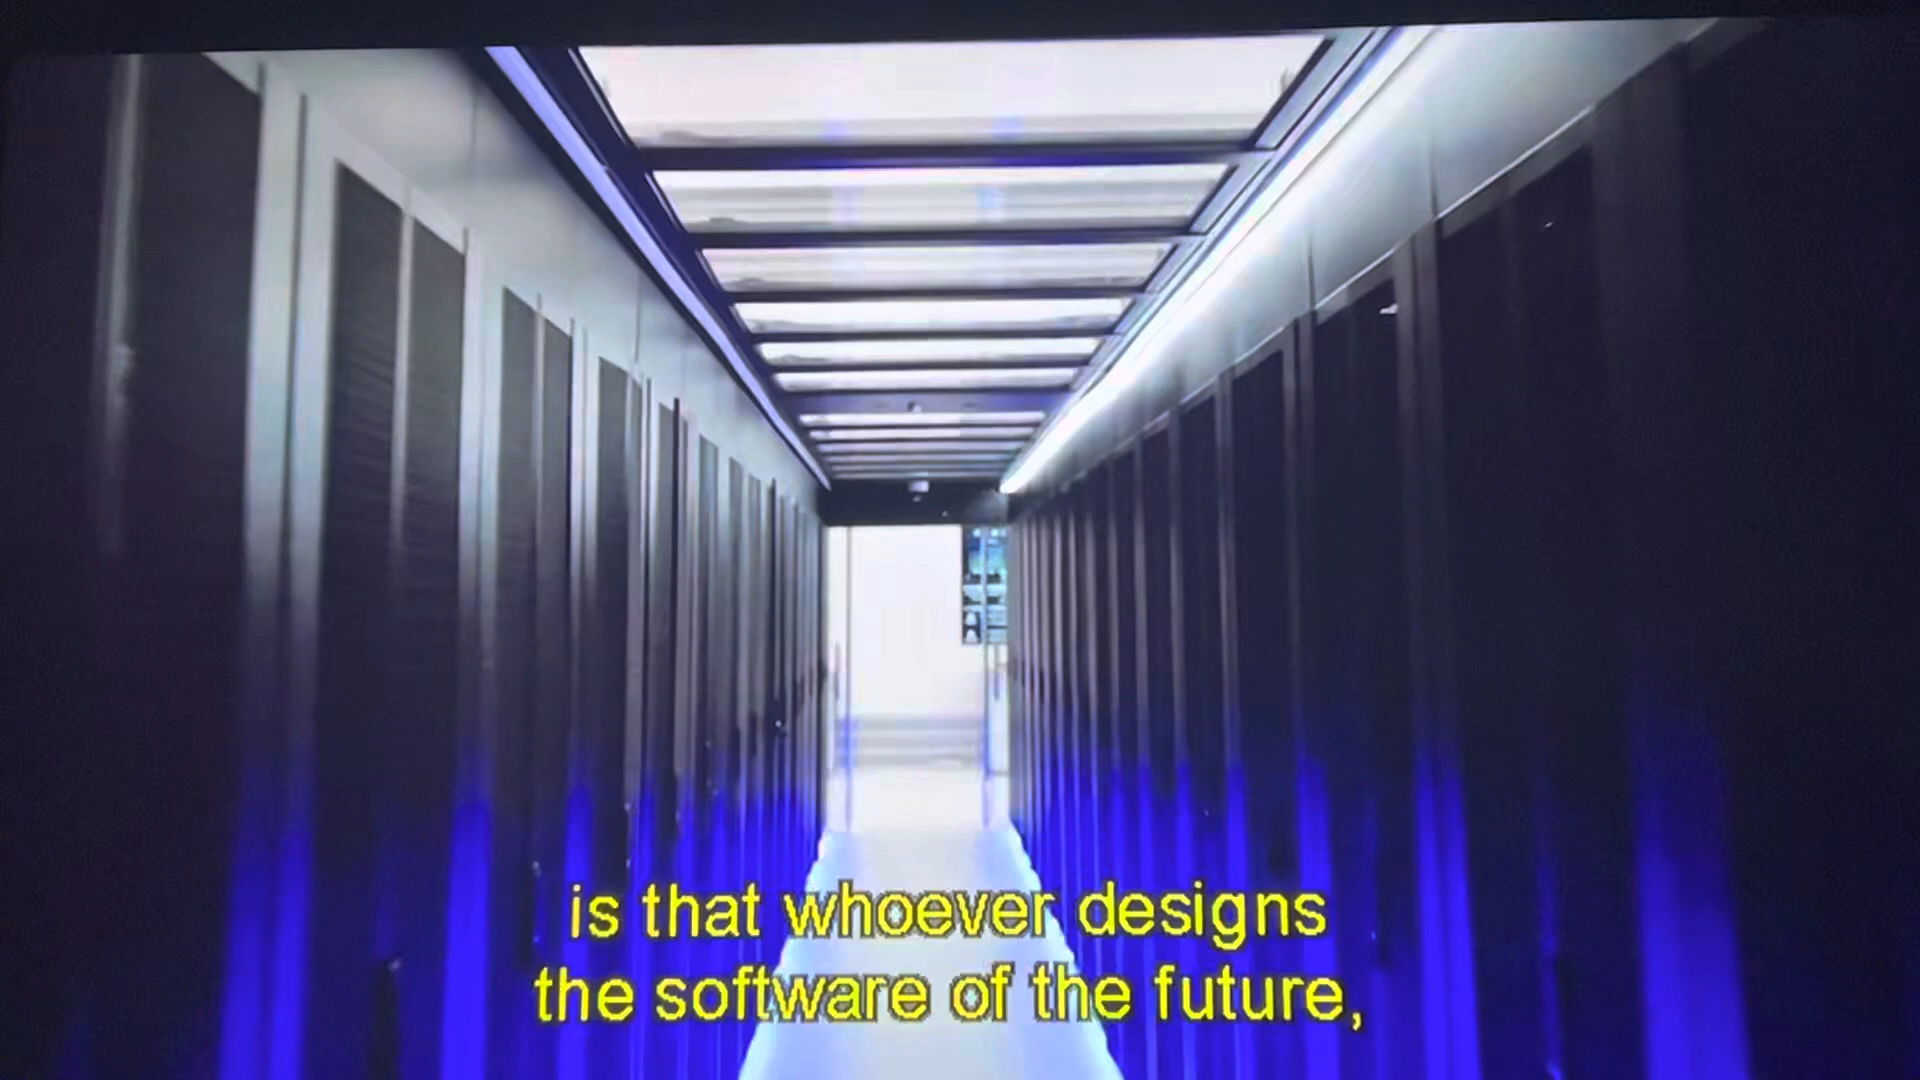 is that whoever designs
the software of the future,